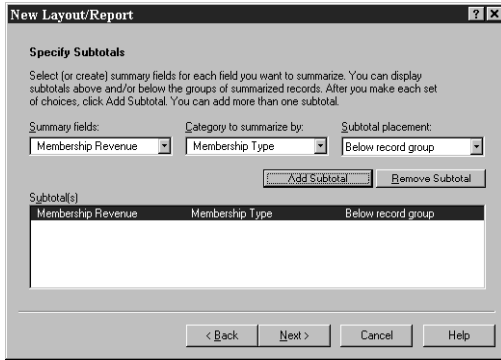 New Layout/Report
Specify Subtotals
Select (or create) summary fields for each field you want to summarize. You can display
subtotals above and/or below the groups of summarized records. After you make each set
of choices, click Add Subtotal. You can add more than one subtotal.
Summary fields: Category to summarize by: Subtotal placement:
Membership Revenue Membership Type Below record group
Add Subtotal Remove Subtotal
Subtotal(s)
Membership Revenue Membership Type Below record group
< Back Next > Cancel Help